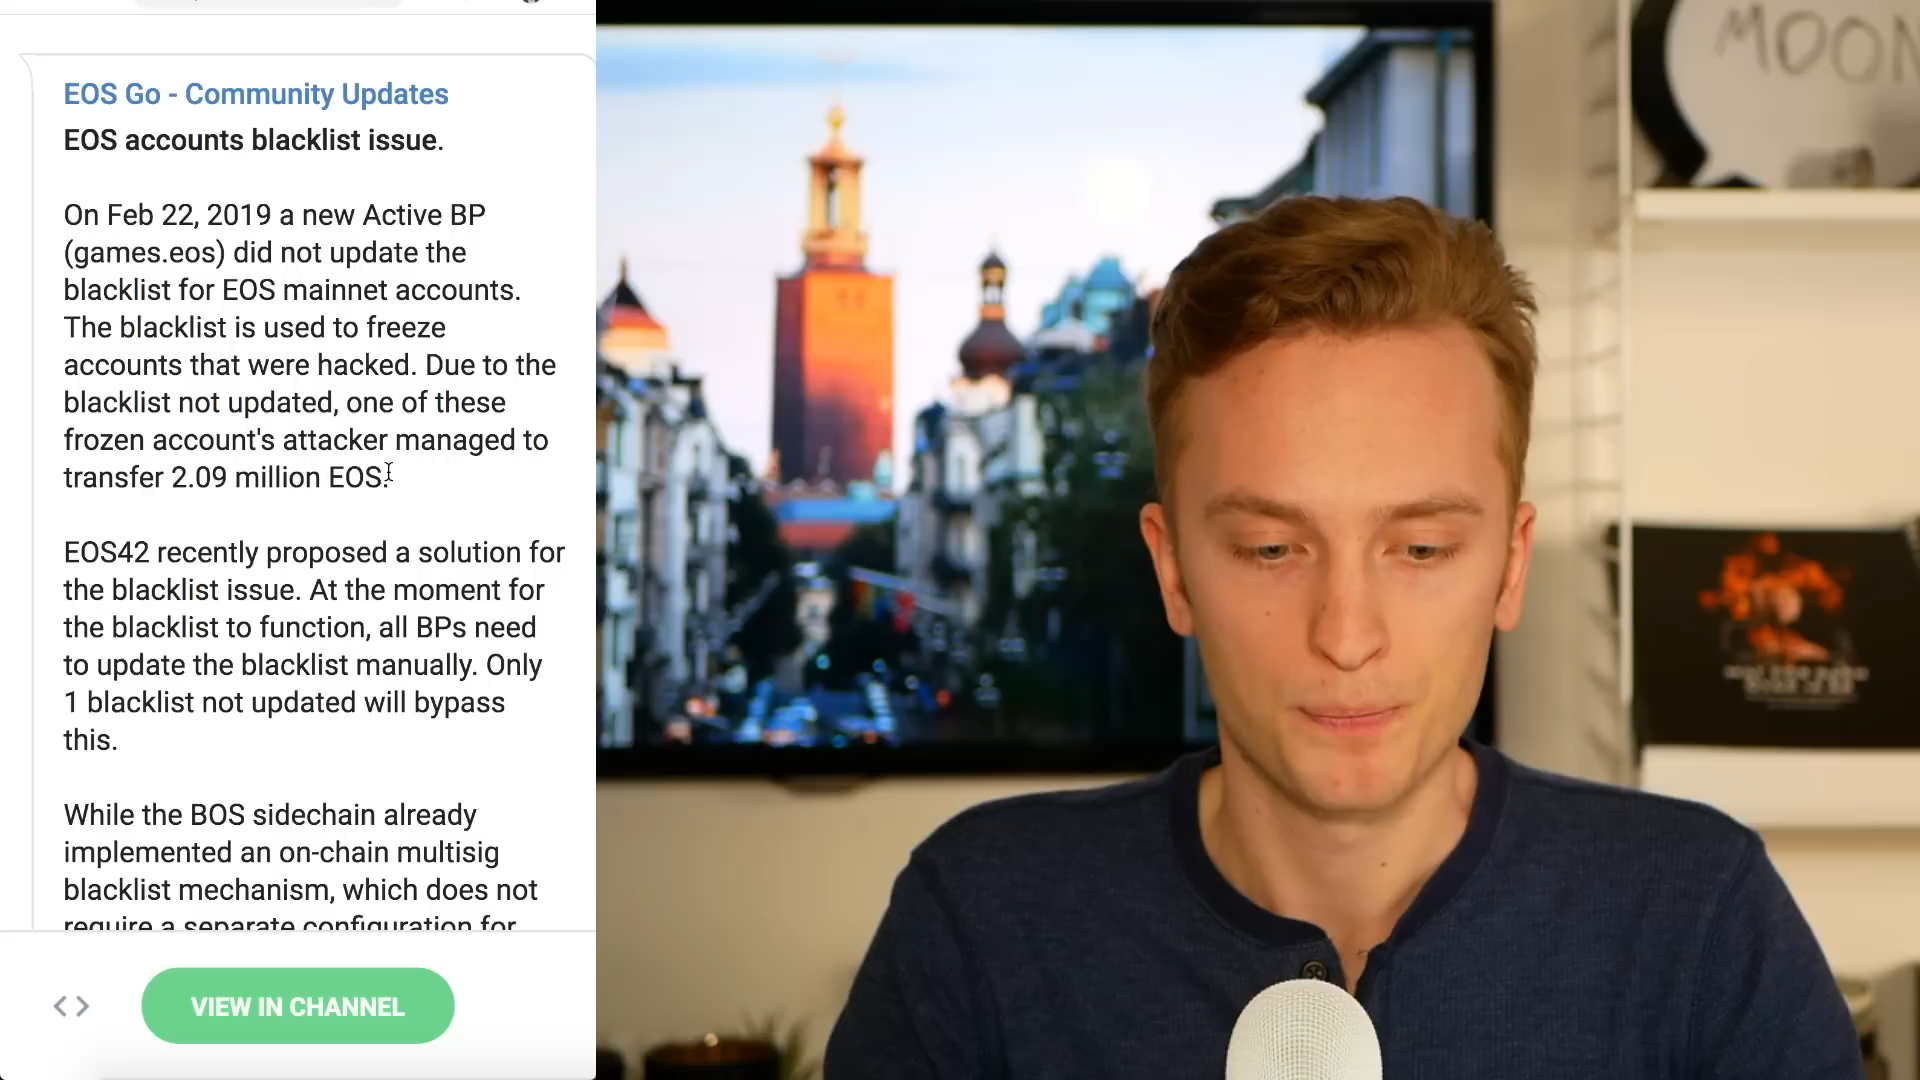 EOS Go - Community Updates
EOS accounts blacklist issue.
On Feb 22, 2019 a new Active BP
(games.eos) did not update the
blacklist for EOS mainnet accounts.
The blacklist is used to freeze
accounts that were hacked. Due to the
blacklist not updated, one of these
frozen account's attacker managed to
transfer 2.09 million EOS.
EOS42 recently proposed a solution for
the blacklist issue. At the moment for
the blacklist to function, all BPs need
to update the blacklist manually. Only
1 blacklist not updated will bypass
this.
While the BOS sidechain already
implemented an on-chain multisig
blacklist mechanism, which does not
require a separate configuration for
VIEW IN CHANNEL
MOON